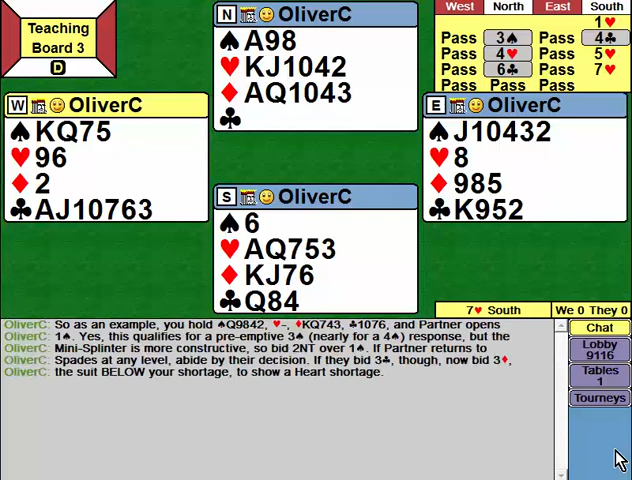 Teaching
Board 3
D
N OliverC
♠A98
♥KJ1042
♦AQ1043
♣
West North East South
1♥
Pass 3♠ Pass 4♣
Pass 4♥ Pass 5♥
Pass 6♣ Pass 7♥
Pass Pass Pass
W OliverC
♠KQ75
♥96
♦2
♣AJ10763
E OliverC
♠J10432
♥8
♦985
♣K952
S OliverC
♠6
♥AQ753
♦KJ76
♣Q84
7♥ South We 0 They 0
OliverC: So as an example, you hold ♠Q9842, ♥-, ♦KQ743, ♣1076, and Partner opens
OliverC: 1♠. Yes, this qualifies for a pre-emptive 3♠ (nearly for a 4♠) response, but the
OliverC: Mini-Splinter is more constructive, so bid 2NT over 1♠. If Partner returns to
OliverC: Spades at any level, abide by their decision. If they bid 3♣, though, now bid 3♦,
OliverC: the suit BELOW your shortage, to show a Heart shortage.
Chat
Lobby
9116
Tables
1
Tourneys